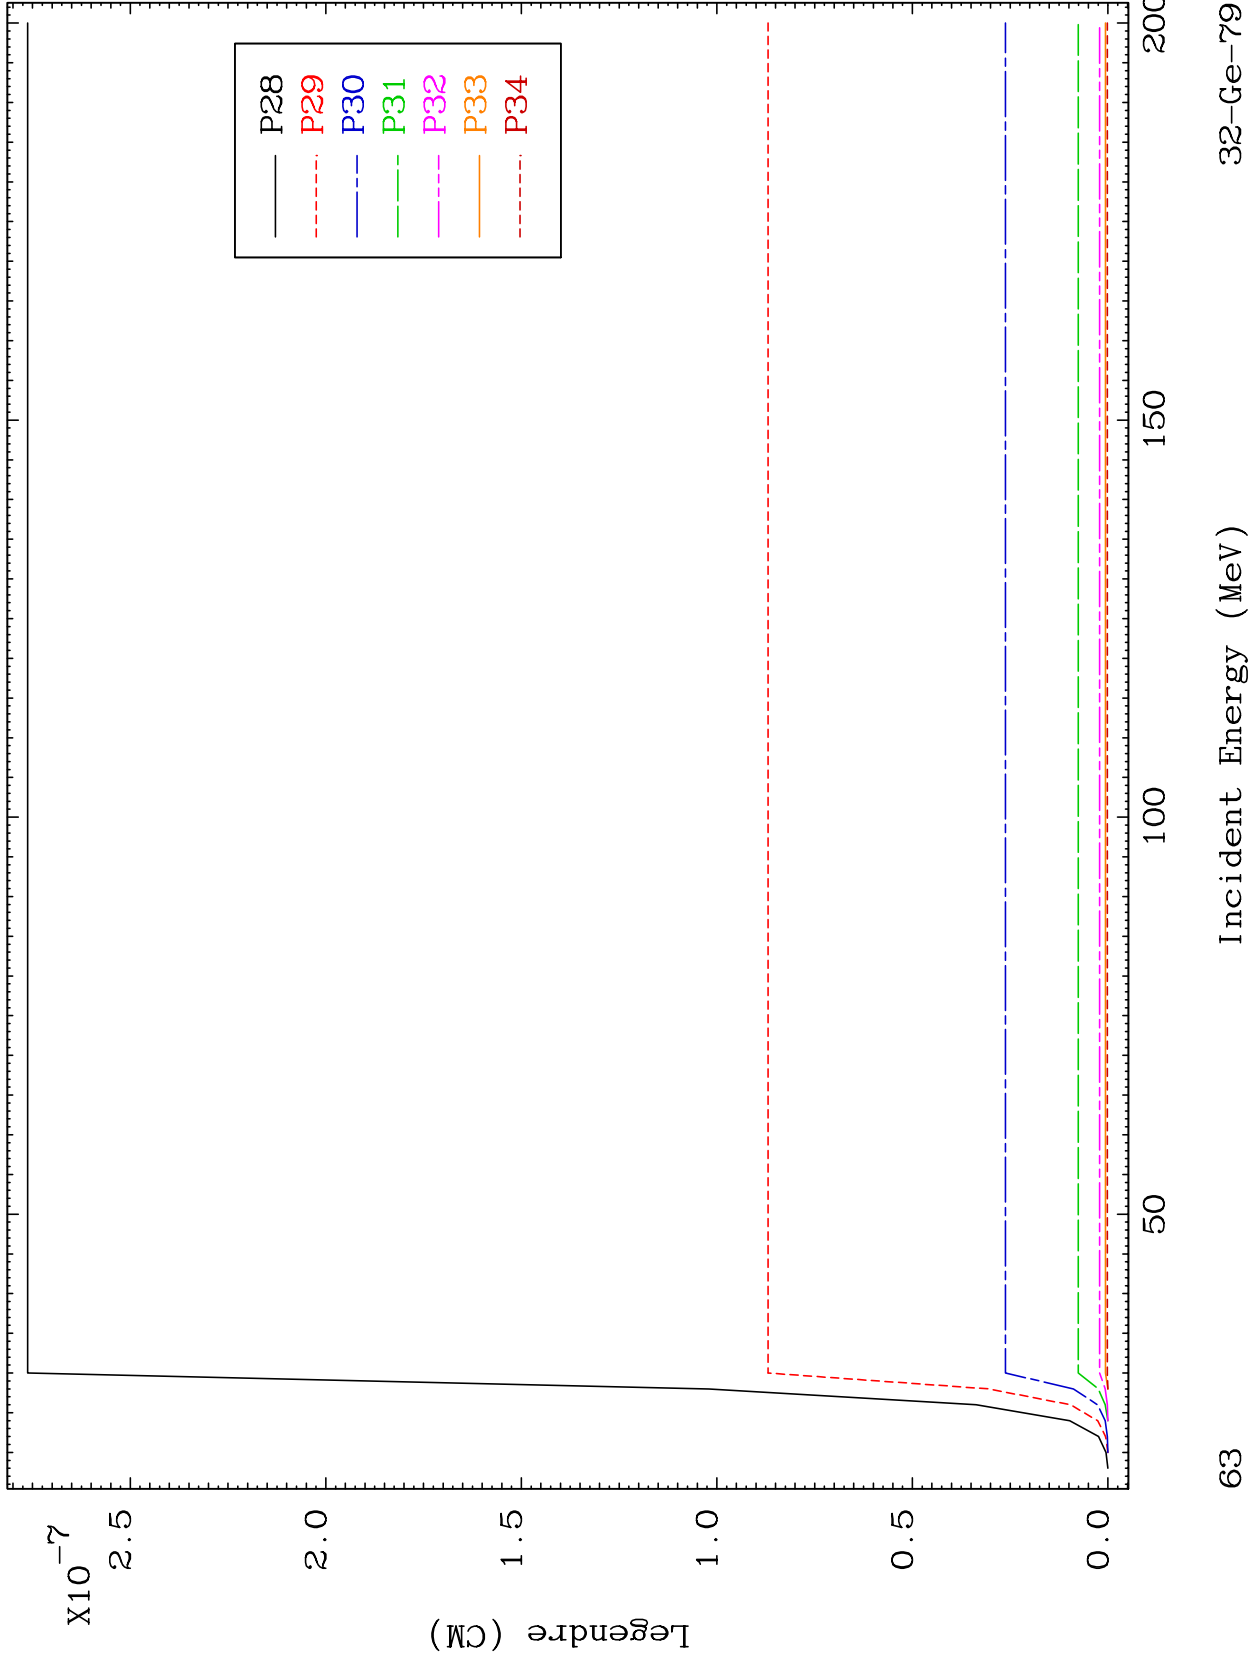 X10-7
2.5
2.0
1.5
1.0
0.5
0.0
Legendre (CM)
P28
P29
P30
P31
P32
P33
P34
50
100
150
200
Incident Energy (MeV)
63
32-Ge-79